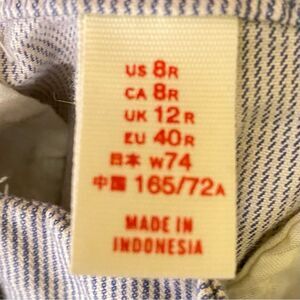 US 8R
CA 8R
UK 12R
EU 40R
日本 W74
中国 165/72A
MADE IN
INDONESIA